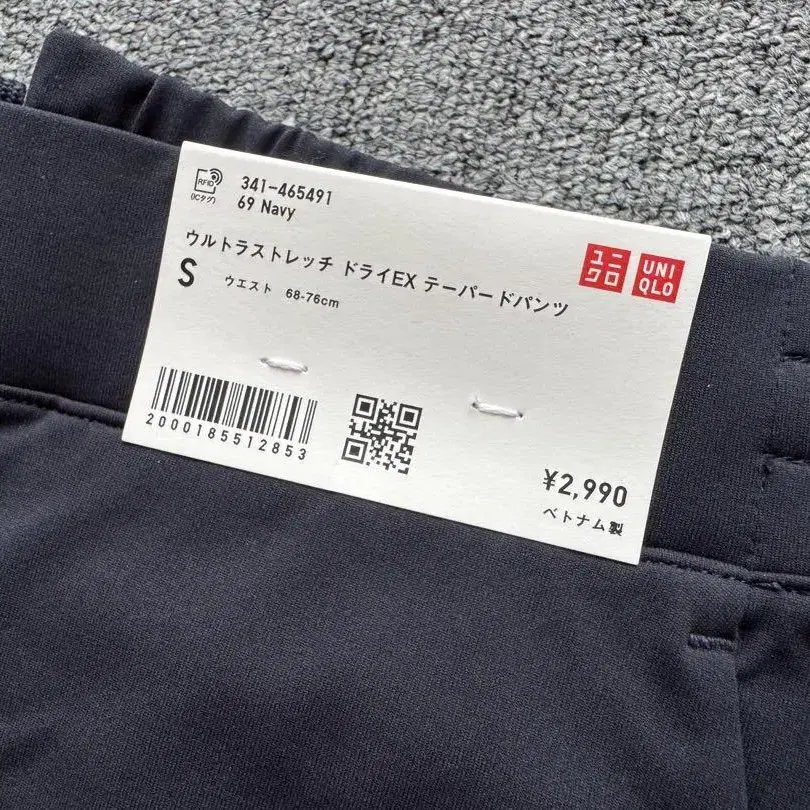 RFID
(ICタグ)
341-465491
69 Navy
ウルトラストレッチ ドライEX テーパードパンツ
S ウエスト 68-76cm
ユニ
クロ
UNI
QLO
2000185512853
¥2,990
ベトナム製